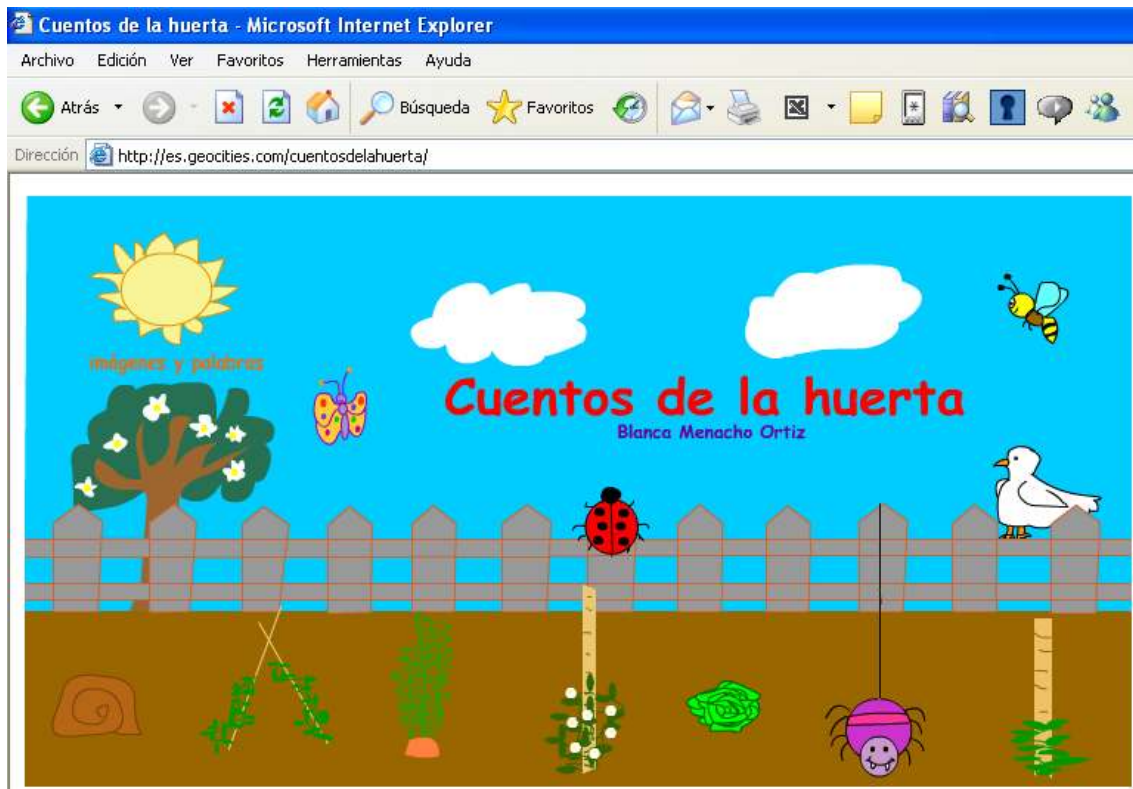 Cuentos de la huerta - Microsoft Internet Explorer
Archivo Edición Ver Favoritos Herramientas Ayuda
Atrás Búsqueda Favoritos
Dirección http://es.geocities.com/cuentosdelahuerta/
imágenes y palabras
Cuentos de la huerta
Blanca Menacho Ortiz